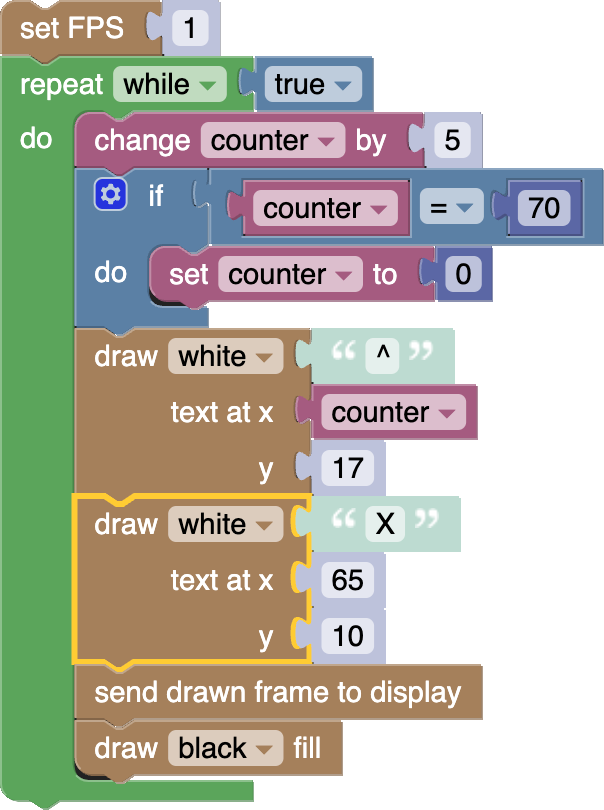 set FPS 1
repeat while true
do change counter by 5
if counter = 70
do set counter to 0
draw white “ ^ ”
text at x counter
y 17
draw white “ X ”
text at x 65
y 10
send drawn frame to display
draw black fill